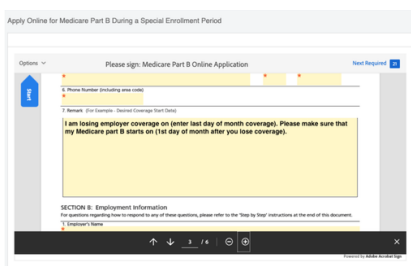 Apply Online for Medicare Part B During a Special Enrollment Period
Options
Please sign: Medicare Part B Online Application
Next Required 21
Start
6. Phone Number (including area code)
7. Remark (For Example - Desired Coverage Start Date)
I am losing employer coverage on (enter last day of month coverage). Please make sure that
my Medicare part B starts on (1st day of month after you lose coverage).
SECTION B: Employment Information
For questions regarding how to respond to any of these questions, please refer to the "Step by Step" instructions at the end of this document.
1. Employer's Name
3 / 6
Powered by Adobe Acrobat Sign